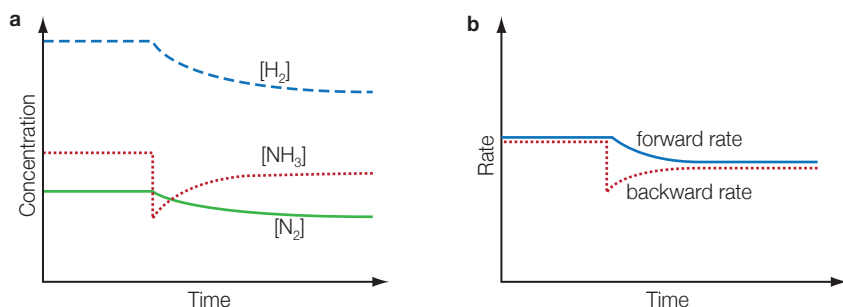 a
Concentration
[H₂]
[NH₃]
[N₂]
Time
b
Rate
forward rate
backward rate
Time